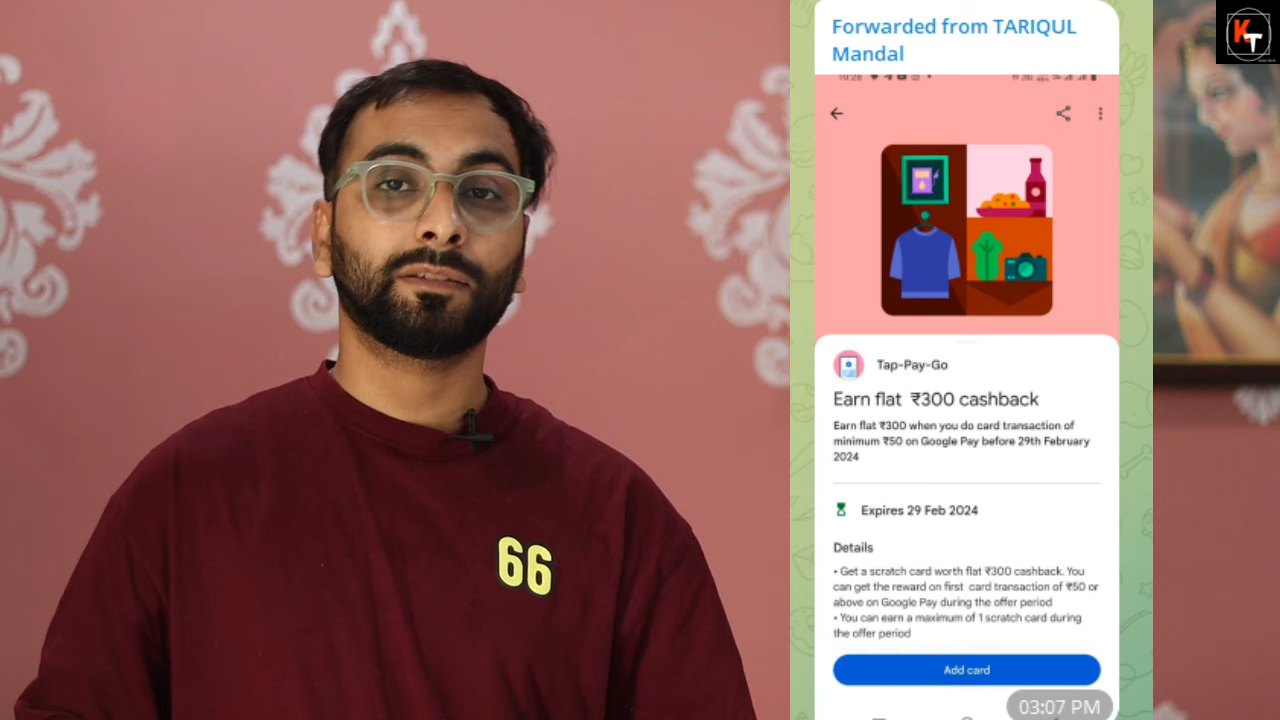 Forwarded from TARIQUL
Mandal
10:28
Tap-Pay-Go
Earn flat ₹300 cashback
Earn flat ₹300 when you do card transaction of
minimum ₹50 on Google Pay before 29th February
2024
Expires 29 Feb 2024
Details
• Get a scratch card worth flat ₹300 cashback. You
can get the reward on first card transaction of ₹50 or
above on Google Pay during the offer period
• You can earn a maximum of 1 scratch card during
the offer period
Add card
03:07 PM
66
KT